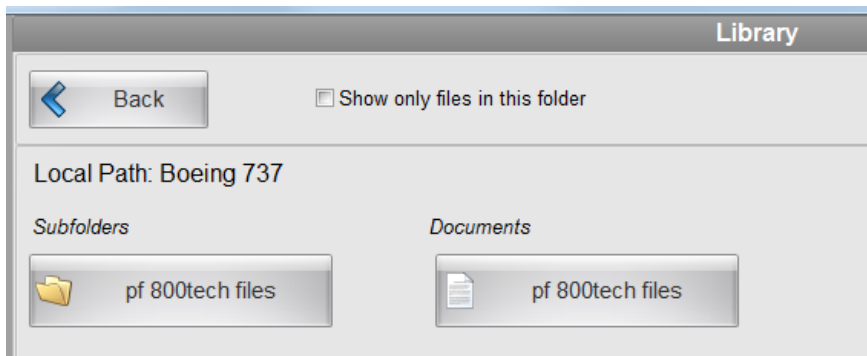 Library
Back
Show only files in this folder
Local Path: Boeing 737
Subfolders
Documents
pf 800tech files
pf 800tech files